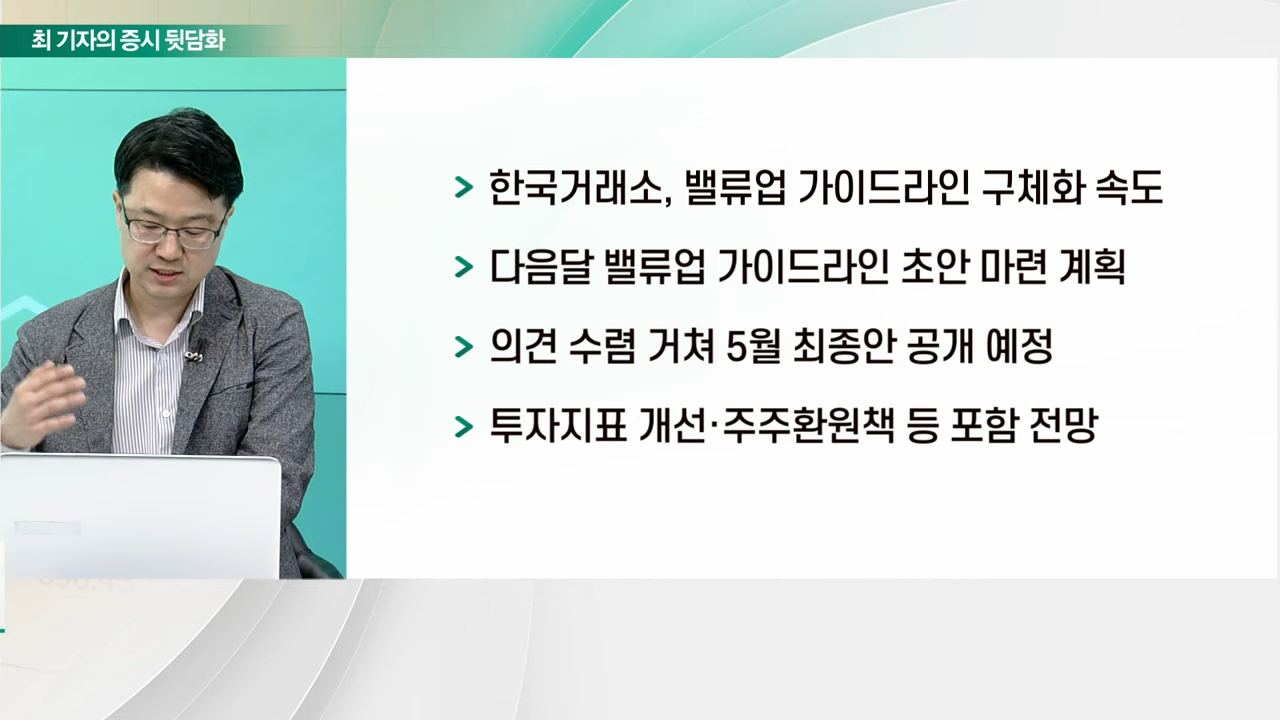 최 기자의 증시 뒷담화
한국거래소, 밸류업 가이드라인 구체화 속도
다음달 밸류업 가이드라인 초안 마련 계획
의견 수렴 거쳐 5월 최종안 공개 예정
투자지표 개선·주주환원책 등 포함 전망